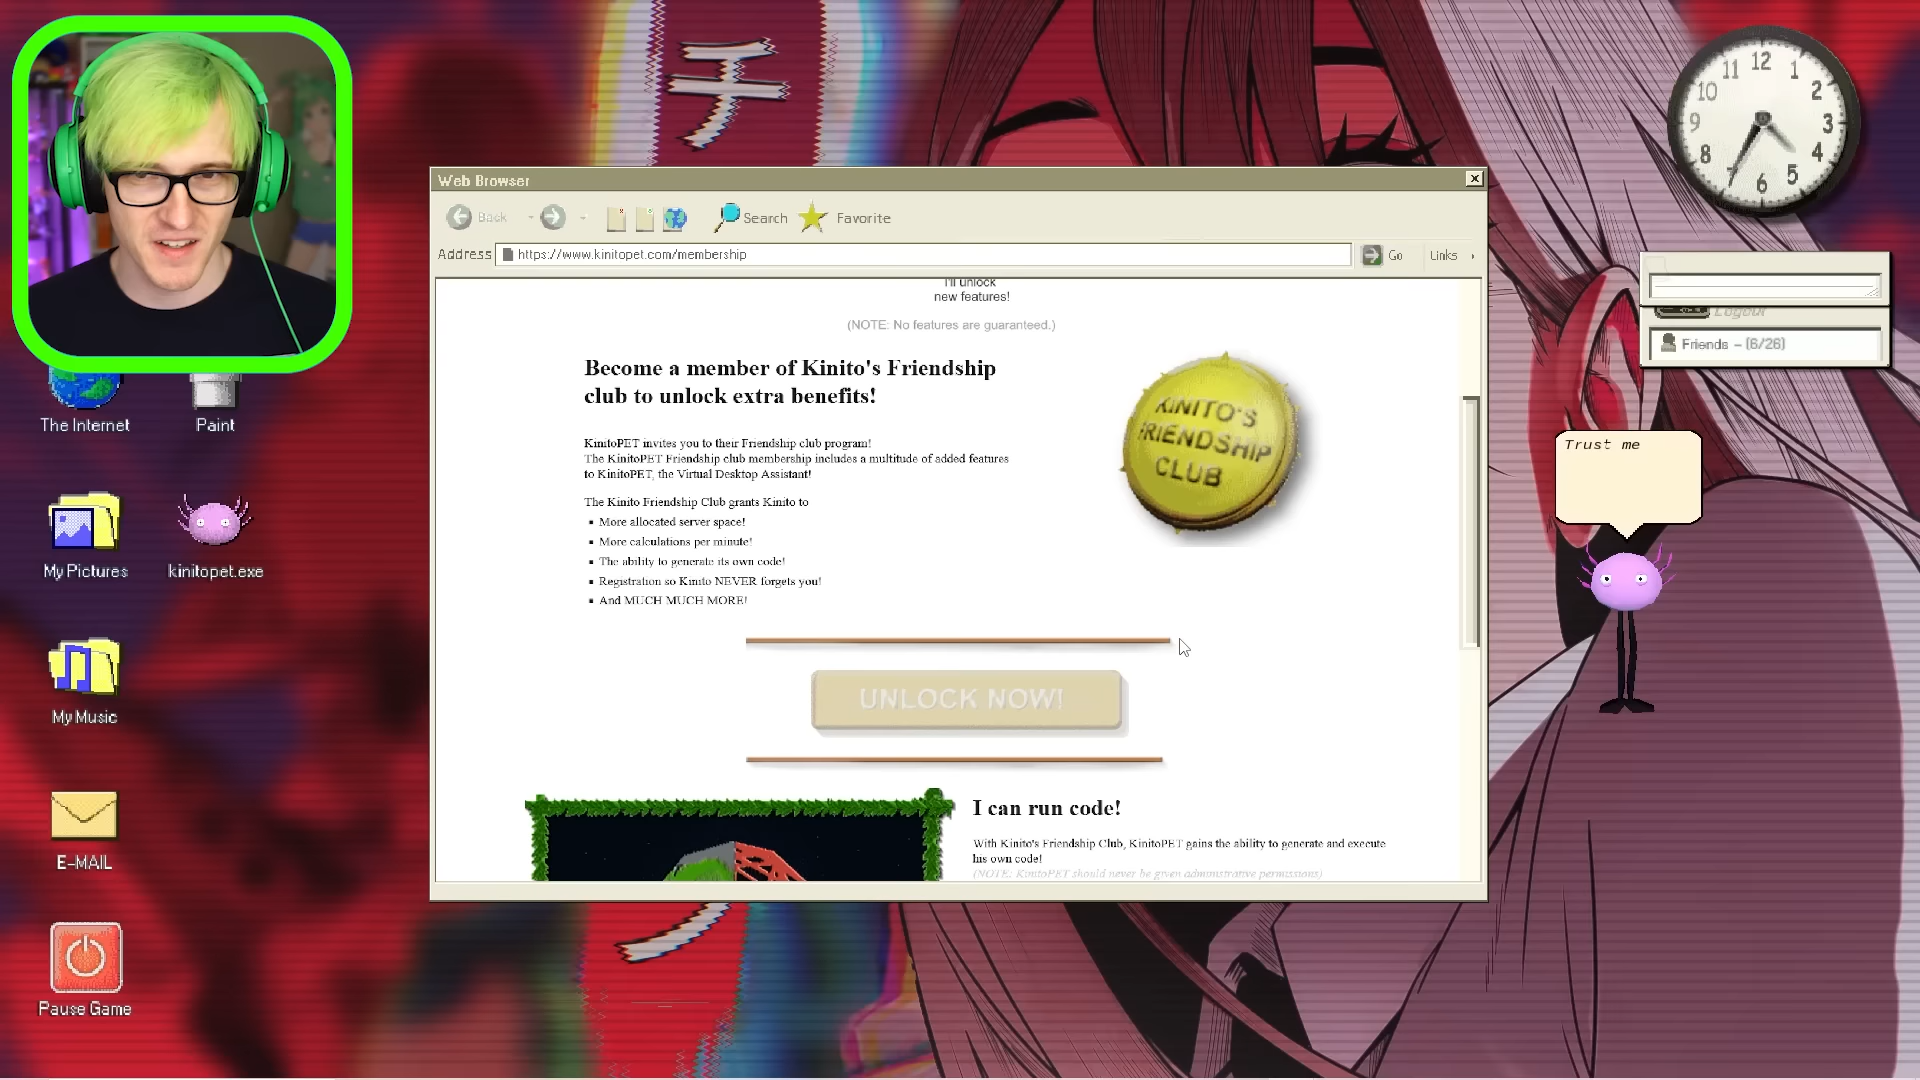 チ
12
11
1
10
2
9
3
8
4
7
5
6
Web Browser
Back
Search
Favorite
Address
https://www.kinitopet.com/membership
Go
Links
I'll unlock
new features!
(NOTE: No features are guaranteed.)
Become a member of Kinito's Friendship
club to unlock extra benefits!
KINITO'S
FRIENDSHIP
CLUB
KinitoPET invites you to their Friendship club program!
The KinitoPET Friendship club membership includes a multitude of added features
to KinitoPET, the Virtual Desktop Assistant!
The Kinito Friendship Club grants Kinito to
More allocated server space!
More calculations per minute!
The ability to generate its own code!
Registration so Kinito NEVER forgets you!
And MUCH MUCH MORE!
UNLOCK NOW!
I can run code!
With Kinito's Friendship Club, KinitoPET gains the ability to generate and execute
his own code!
(NOTE: KinitoPET should never be given administrative permissions)
Logout
Friends - (6/26)
Trust me
The Internet
Paint
My Pictures
kinitopet.exe
My Music
E-MAIL
Pause Game